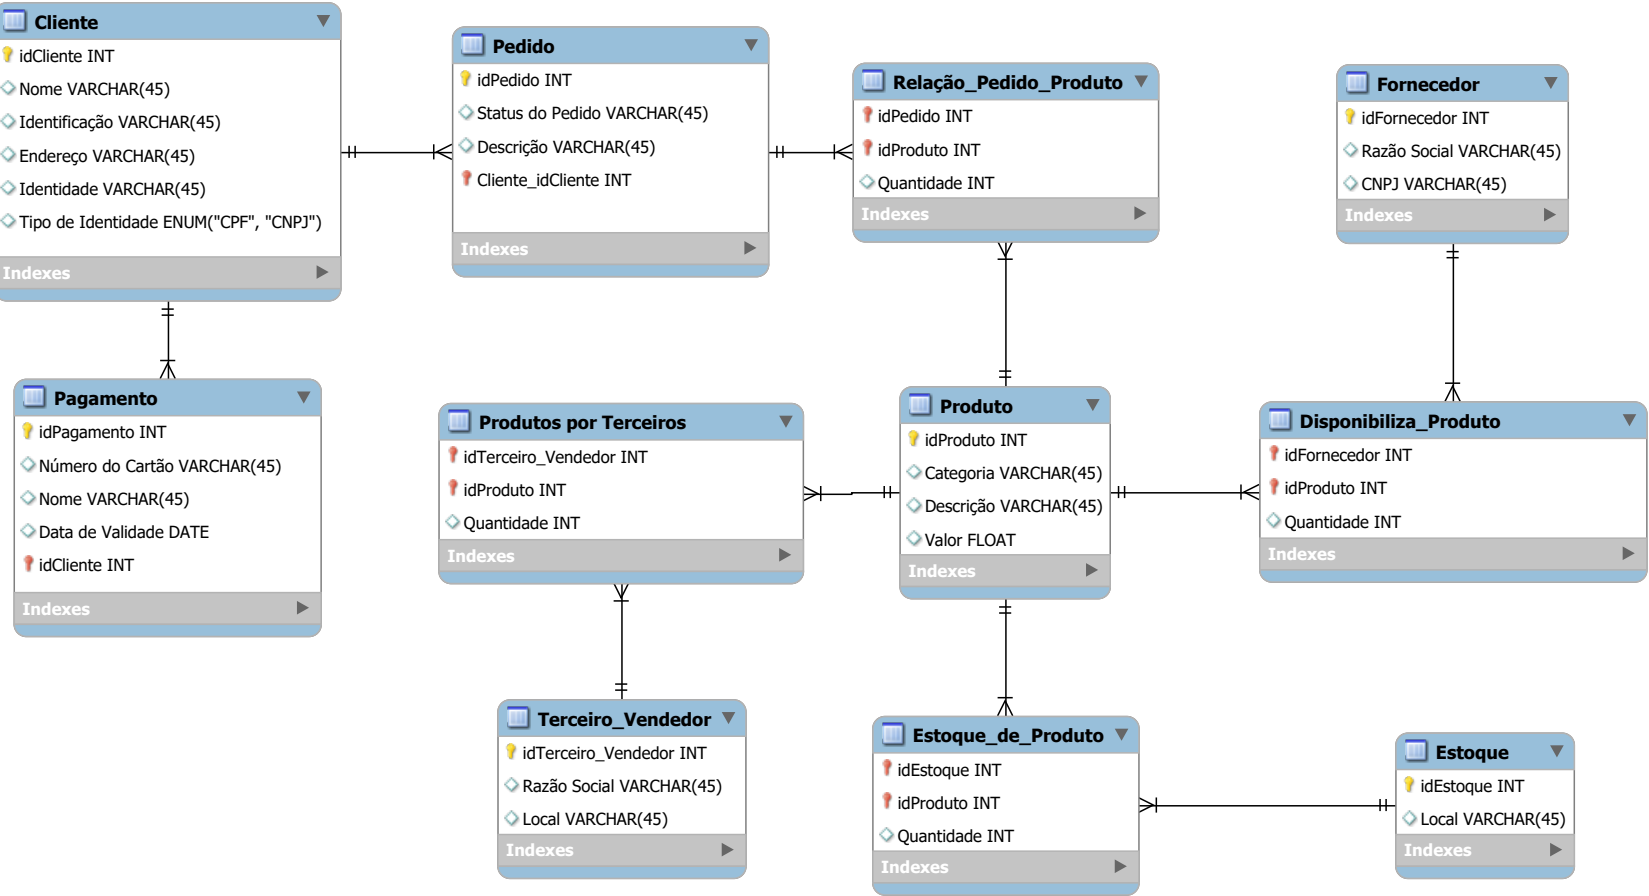 Cliente
idCliente INT
Nome VARCHAR(45)
Identificação VARCHAR(45)
Endereço VARCHAR(45)
Identidade VARCHAR(45)
Tipo de Identidade ENUM("CPF", "CNPJ")
Indexes
Pedido
idPedido INT
Status do Pedido VARCHAR(45)
Descrição VARCHAR(45)
Cliente_idCliente INT
Indexes
Relação_Pedido_Produto
idPedido INT
idProduto INT
Quantidade INT
Indexes
Fornecedor
idFornecedor INT
Razão Social VARCHAR(45)
CNPJ VARCHAR(45)
Indexes
Pagamento
idPagamento INT
Número do Cartão VARCHAR(45)
Nome VARCHAR(45)
Data de Validade DATE
idCliente INT
Indexes
Produtos por Terceiros
idTerceiro_Vendedor INT
idProduto INT
Quantidade INT
Indexes
Produto
idProduto INT
Categoria VARCHAR(45)
Descrição VARCHAR(45)
Valor FLOAT
Indexes
Disponibiliza_Produto
idFornecedor INT
idProduto INT
Quantidade INT
Indexes
Terceiro_Vendedor
idTerceiro_Vendedor INT
Razão Social VARCHAR(45)
Local VARCHAR(45)
Indexes
Estoque_de_Produto
idEstoque INT
idProduto INT
Quantidade INT
Indexes
Estoque
idEstoque INT
Local VARCHAR(45)
Indexes